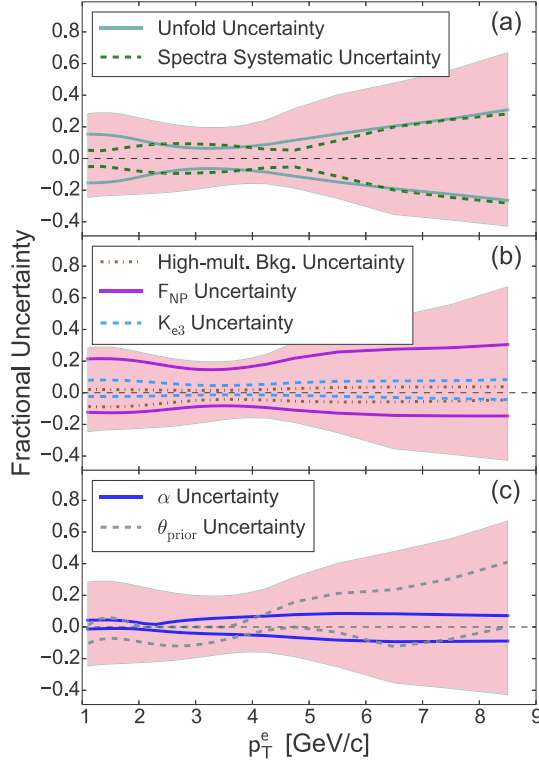 (a)
Unfold Uncertainty
Spectra Systematic Uncertainty
0.8
0.6
0.4
0.2
0.0
−0.2
−0.4
(b)
High-mult. Bkg. Uncertainty
F_NP Uncertainty
K_e3 Uncertainty
0.8
0.6
0.4
0.2
0.0
−0.2
−0.4
Fractional Uncertainty
(c)
α Uncertainty
θ_prior Uncertainty
0.8
0.6
0.4
0.2
0.0
−0.2
−0.4
1 2 3 4 5 6 7 8 9
p_T^e [GeV/c]